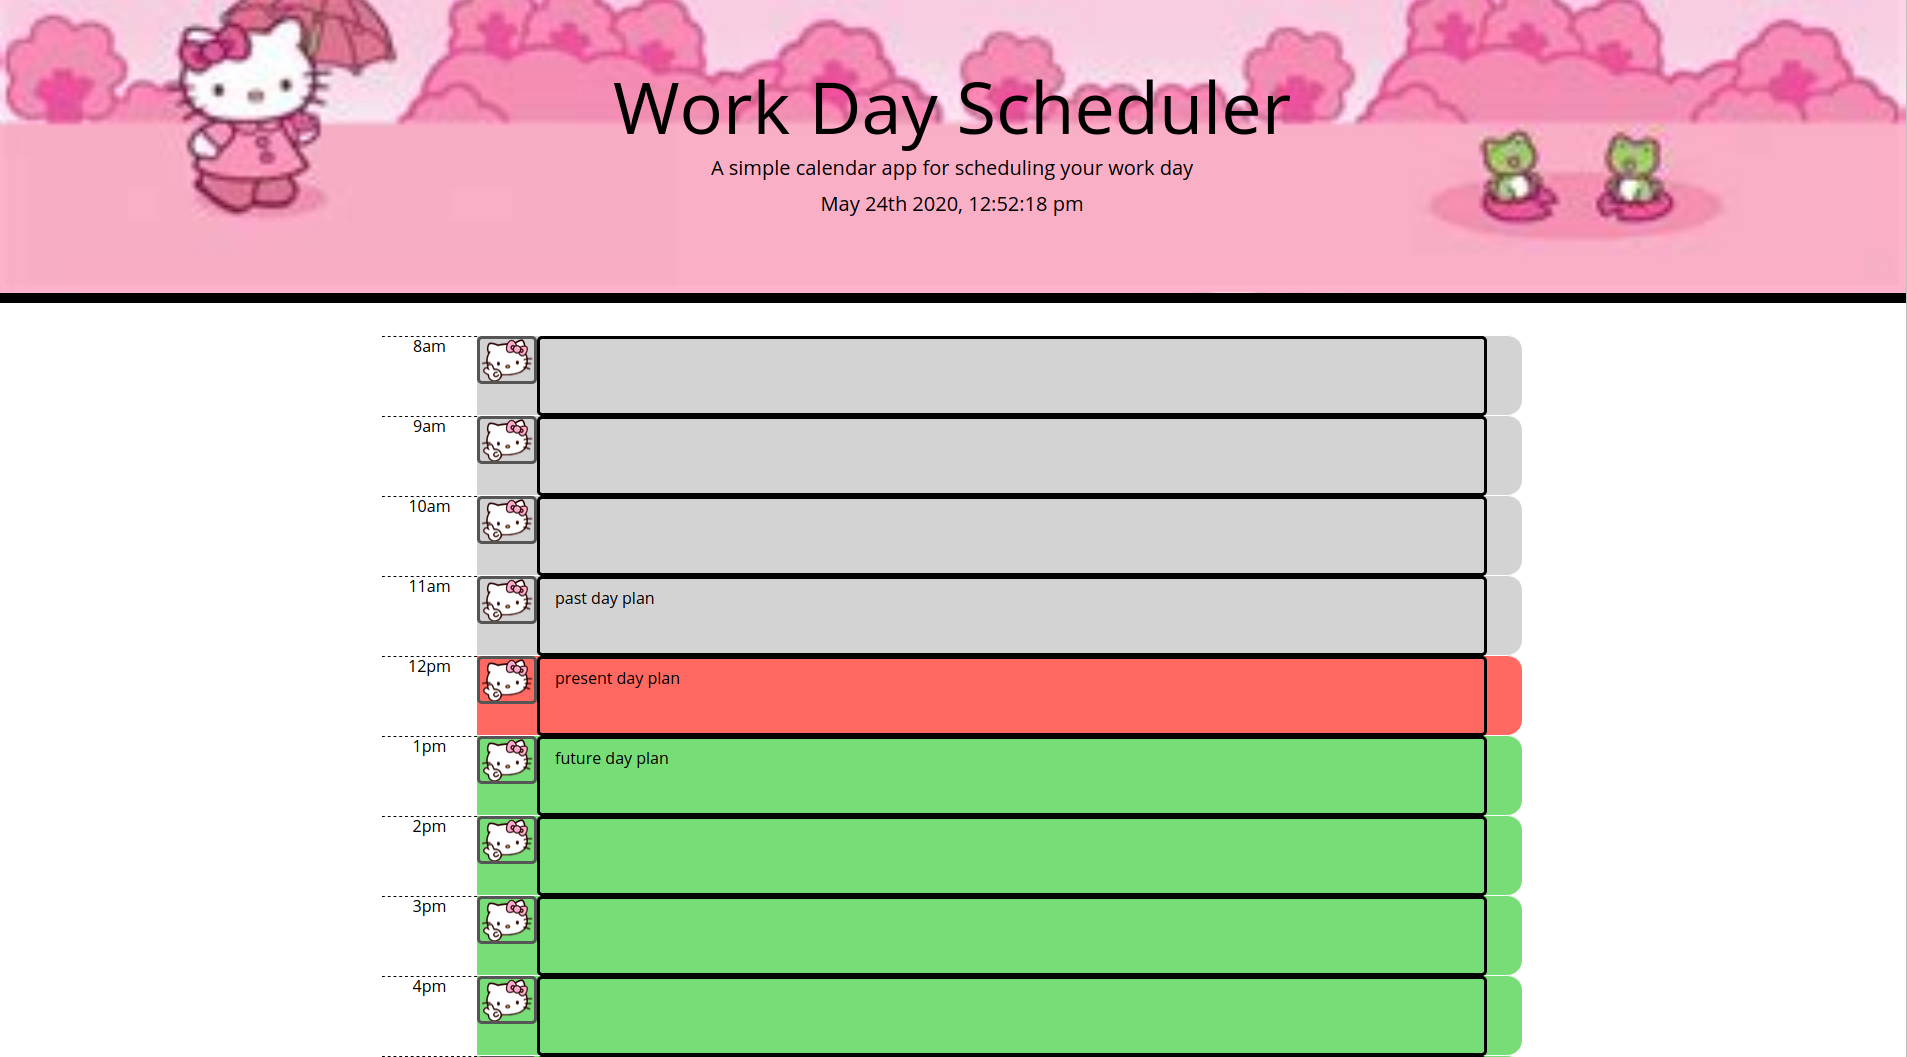 Work Day Scheduler
A simple calendar app for scheduling your work day
May 24th 2020, 12:52:18 pm
8am
9am
10am
11am
past day plan
12pm
present day plan
1pm
future day plan
2pm
3pm
4pm